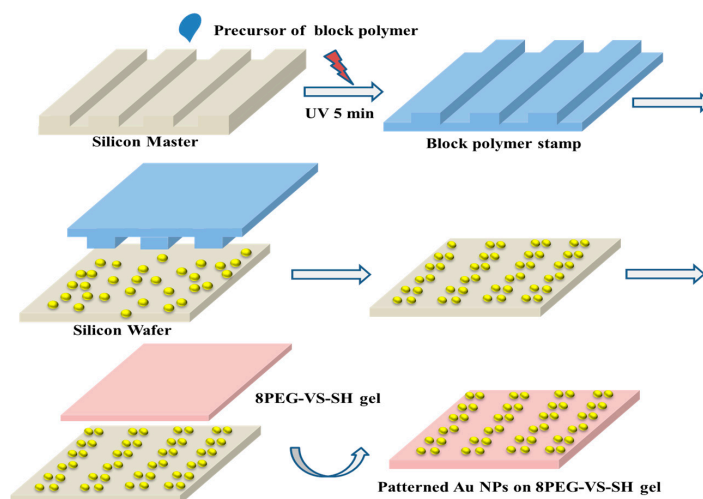 Precursor of block polymer
UV 5 min
Silicon Master
Block polymer stamp
Silicon Wafer
8PEG-VS-SH gel
Patterned Au NPs on 8PEG-VS-SH gel